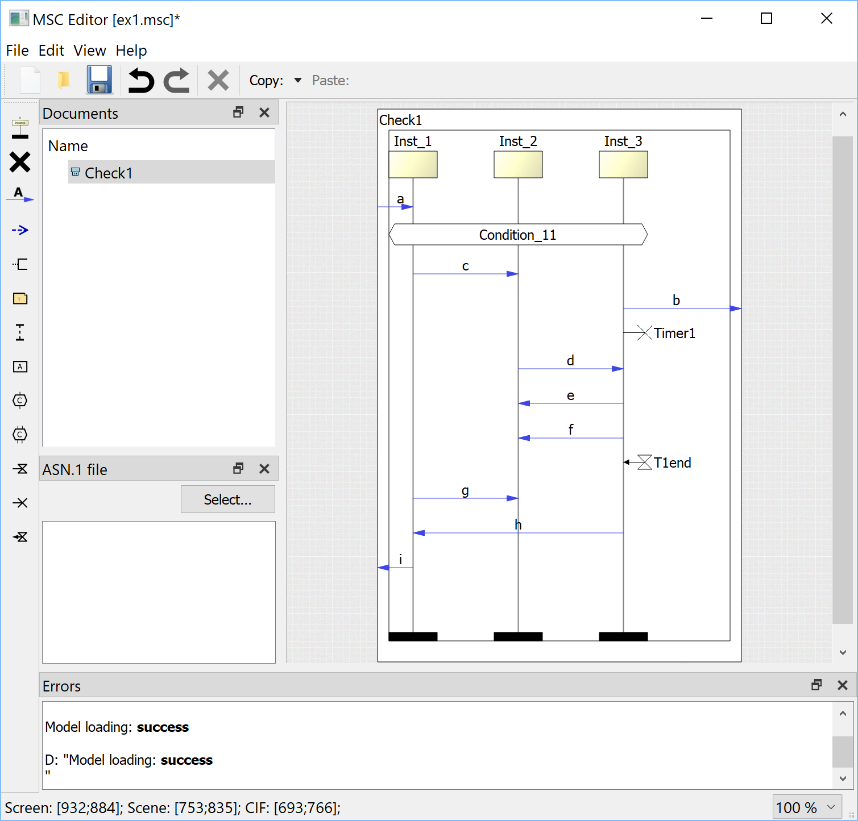 MSC Editor [ex1.msc]*
File Edit View Help
Copy: Paste:
Documents
Name
Check1
A
A
C
C
ASN.1 file
Select...
Check1
Inst_1 Inst_2 Inst_3
a
Condition_11
c
b
Timer1
d
e
f
T1end
g
h
i
Errors
Model loading: success
D: "Model loading: success
"
Screen: [932;884]; Scene: [753;835]; CIF: [693;766];
100 %